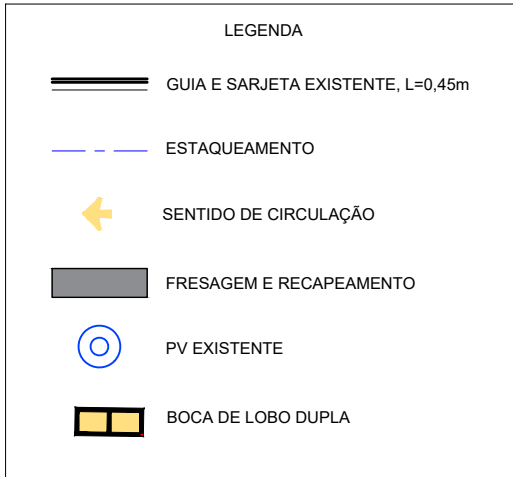 LEGENDA
GUIA E SARJETA EXISTENTE, L=0,45m
ESTAQUEAMENTO
SENTIDO DE CIRCULAÇÃO
FRESAGEM E RECAPEAMENTO
PV EXISTENTE
BOCA DE LOBO DUPLA